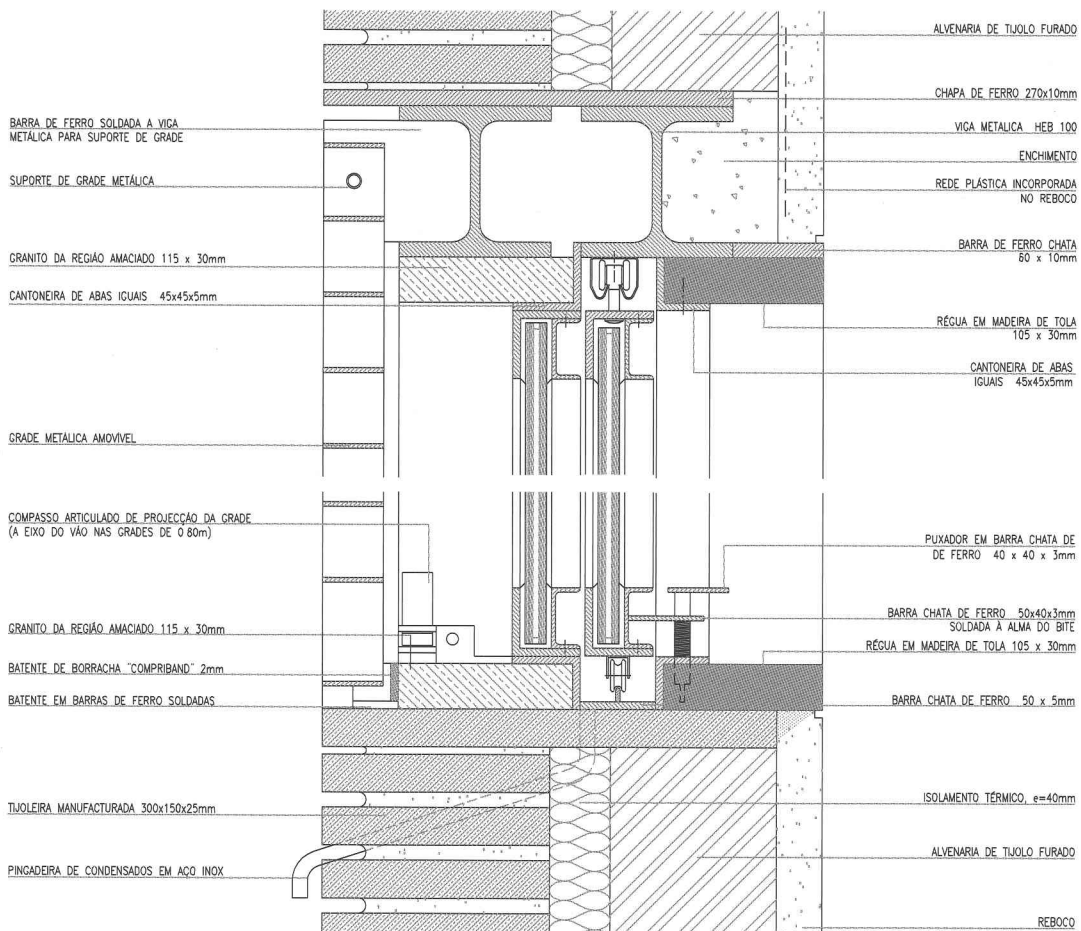 BARRA DE FERRO SOLDADA A VIGA
METÁLICA PARA SUPORTE DE GRADE
SUPORTE DE GRADE METÁLICA
GRANITO DA REGIÃO AMACIADO 115 x 30mm
CANTONEIRA DE ABAS IGUAIS 45x45x5mm
GRADE METÁLICA AMOVÍVEL
COMPASSO ARTICULADO DE PROJECÇÃO DA GRADE
(A EIXO DO VÃO NAS GRADES DE 0 80m)
GRANITO DA REGIÃO AMACIADO 115 x 30mm
BATENTE DE BORRACHA "COMPRIBAND" 2mm
BATENTE EM BARRAS DE FERRO SOLDADAS
TIJOLEIRA MANUFACTURADA 300x150x25mm
PINGADEIRA DE CONDENSADOS EM AÇO INOX
ALVENARIA DE TIJOLO FURADO
CHAPA DE FERRO 270x10mm
VIGA METALICA HEB 100
ENCHIMENTO
REDE PLÁSTICA INCORPORADA
NO REBOCO
BARRA DE FERRO CHATA
60 x 10mm
RÉGUA EM MADEIRA DE TOLA
105 x 30mm
CANTONEIRA DE ABAS
IGUAIS 45x45x5mm
PUXADOR EM BARRA CHATA DE
DE FERRO 40 x 40 x 3mm
BARRA CHATA DE FERRO 50x40x3mm
SOLDADA À ALMA DO BITE
RÉGUA EM MADEIRA DE TOLA 105 x 30mm
BARRA CHATA DE FERRO 50 x 5mm
ISOLAMENTO TÉRMICO, e=40mm
ALVENARIA DE TIJOLO FURADO
REBOCO